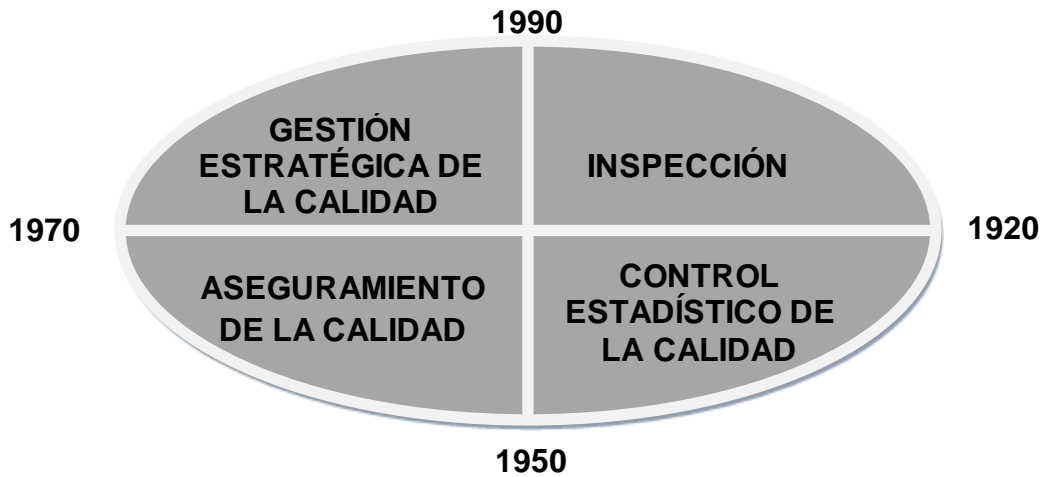 1990
GESTIÓN
ESTRATÉGICA DE
LA CALIDAD
INSPECCIÓN
1970
1920
ASEGURAMIENTO
DE LA CALIDAD
CONTROL
ESTADÍSTICO DE
LA CALIDAD
1950